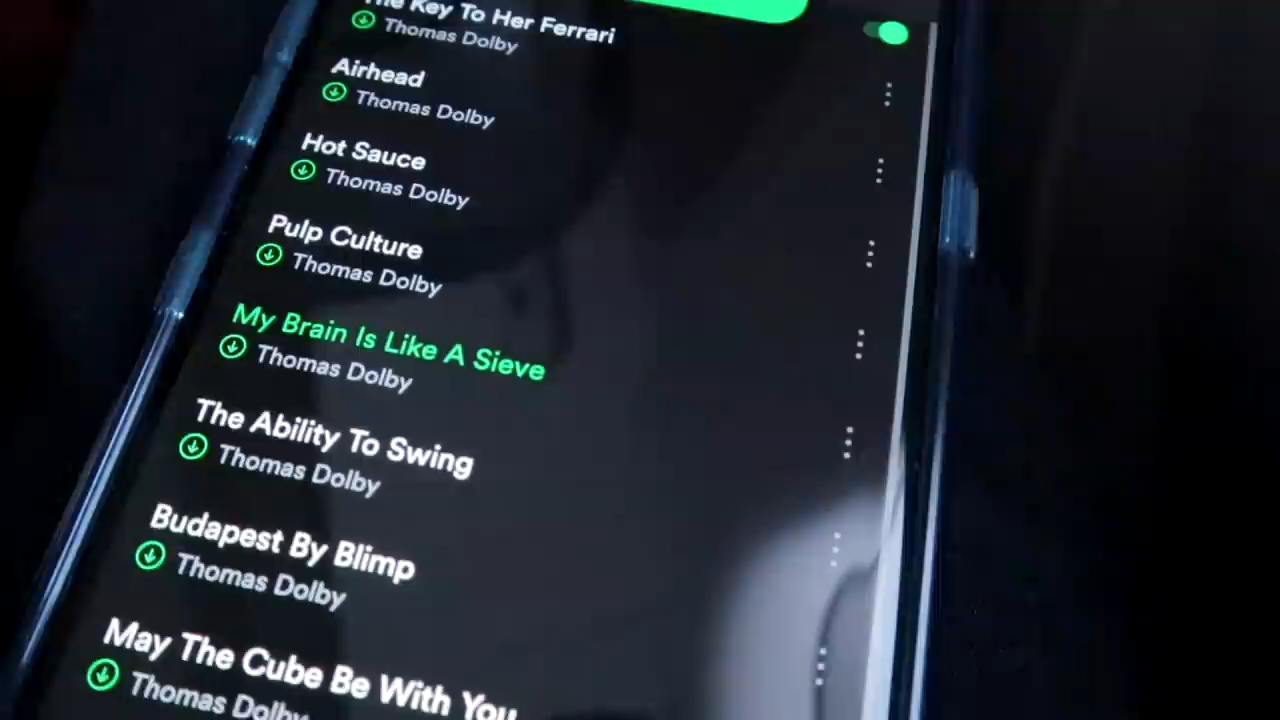 The Key To Her Ferrari
Thomas Dolby
Airhead
Thomas Dolby
Hot Sauce
Thomas Dolby
Pulp Culture
Thomas Dolby
My Brain Is Like A Sieve
Thomas Dolby
The Ability To Swing
Thomas Dolby
Budapest By Blimp
Thomas Dolby
May The Cube Be With You
Thomas Dolby